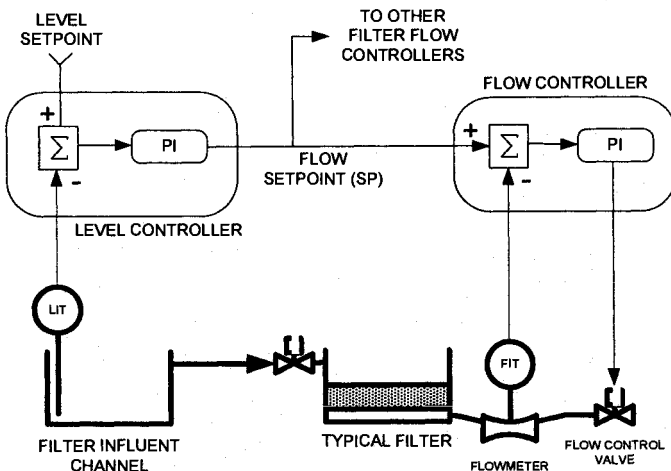 LEVEL
SETPOINT
TO OTHER
FILTER FLOW
CONTROLLERS
FLOW CONTROLLER
+
Σ
PI
-
LEVEL CONTROLLER
FLOW
SETPOINT (SP)
+
Σ
PI
-
LIT
FIT
FILTER INFLUENT
CHANNEL
TYPICAL FILTER
FLOWMETER
FLOW CONTROL
VALVE